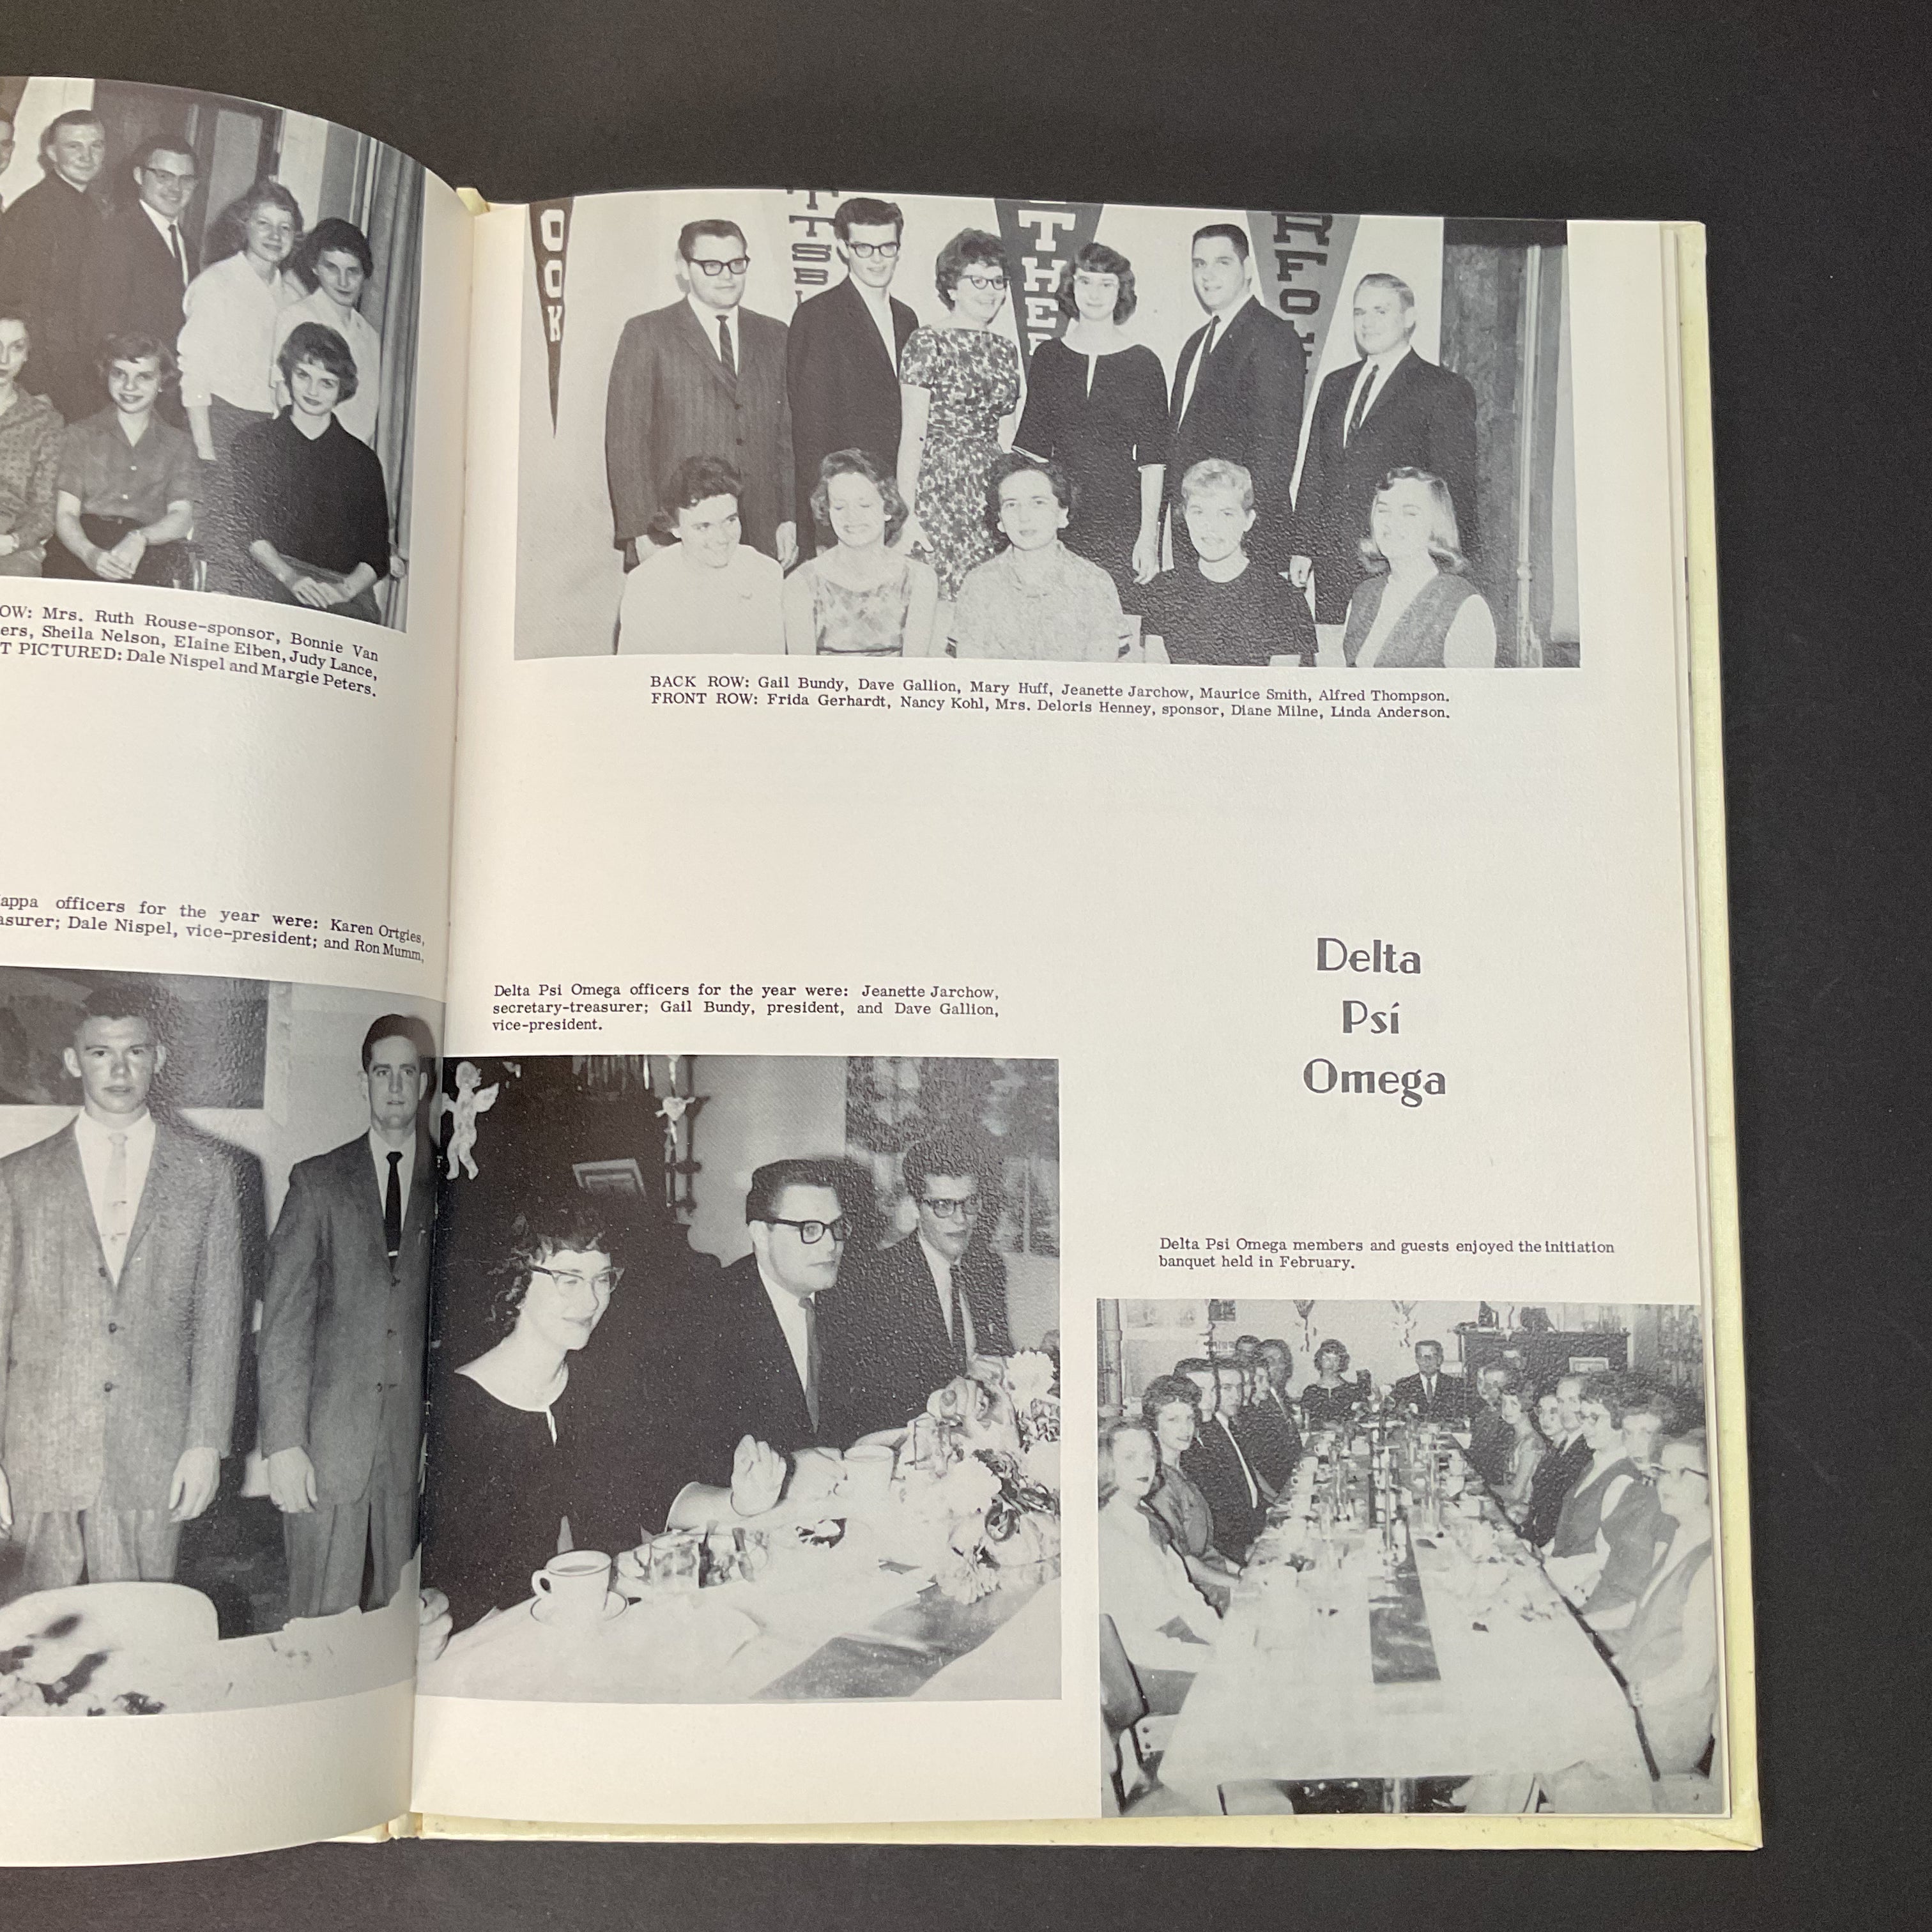 OW: Mrs. Ruth Rouse-sponsor, Bonnie Van
ers, Sheila Nelson, Elaine Eiben, Judy Lance,
T PICTURED: Dale Nispel and Margie Peters.
appa officers for the year were: Karen Ortgies,
asurer; Dale Nispel, vice-president; and Ron Mumm,
OOK
TTSB
THE
RFO
BACK ROW: Gail Bundy, Dave Gallion, Mary Huff, Jeanette Jarchow, Maurice Smith, Alfred Thompson.
FRONT ROW: Frida Gerhardt, Nancy Kohl, Mrs. Deloris Henney, sponsor, Diane Milne, Linda Anderson.
Delta
Psi
Omega
Delta Psi Omega officers for the year were: Jeanette Jarchow,
secretary-treasurer; Gail Bundy, president, and Dave Gallion,
vice-president.
Delta Psi Omega members and guests enjoyed the initiation
banquet held in February.